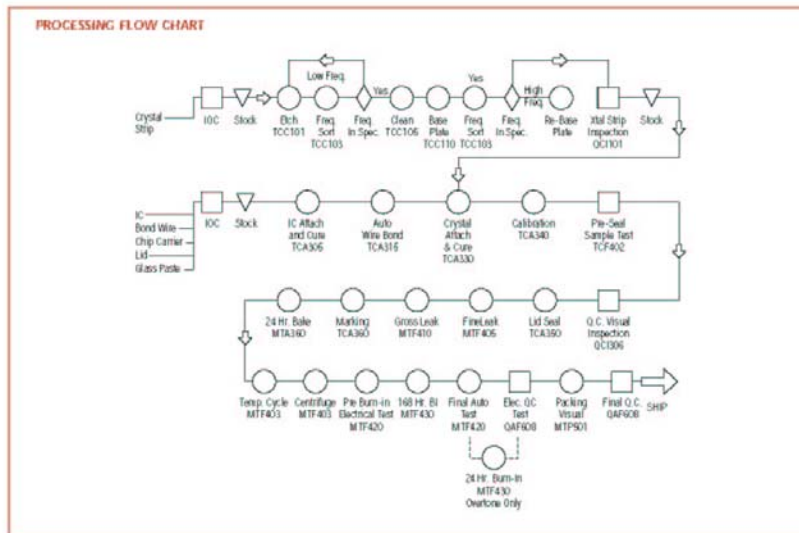 PROCESSING FLOW CHART
Low Freq.
Yes
Yes
High
Freq.
Crystal
Strip
IOC
Stock
Etch
TCC101
Freq.
Sort
TCC103
Freq.
In Spec.
Clean
TCC106
Base
Plate
TCC110
Freq.
Sort
TCC103
Freq.
In Spec.
Re-Base
Plate
Xtal Strip
Inspection
QCI101
Stock
IC
Bond Wire
Chip Carrier
Lid
Glass Paste
IOC
Stock
IC Attach
and Cure
TCA306
Auto
Wire Bond
TCA316
Crystal
Attach
& Cure
TCA330
Calibration
TCA340
Pre-Seal
Sample Test
TCF402
24 Hr. Bake
MTA360
Marking
TCA360
Gross Leak
MTF410
FineLeak
MTF405
Lid Seal
TCA350
Q.C. Visual
Inspection
QCI306
Temp. Cycle
MTF403
Centrifuge
MTF403
Pre Burn-in
Electrical Test
MTF420
168 Hr. BI
MTF430
Final Auto
Test
MTF420
Elec. QC
Test
QAF608
Packing
Visual
MTP501
Final Q.C.
QAF608
SHIP
24 Hr. Burn-In
MTF430
Overtone Only